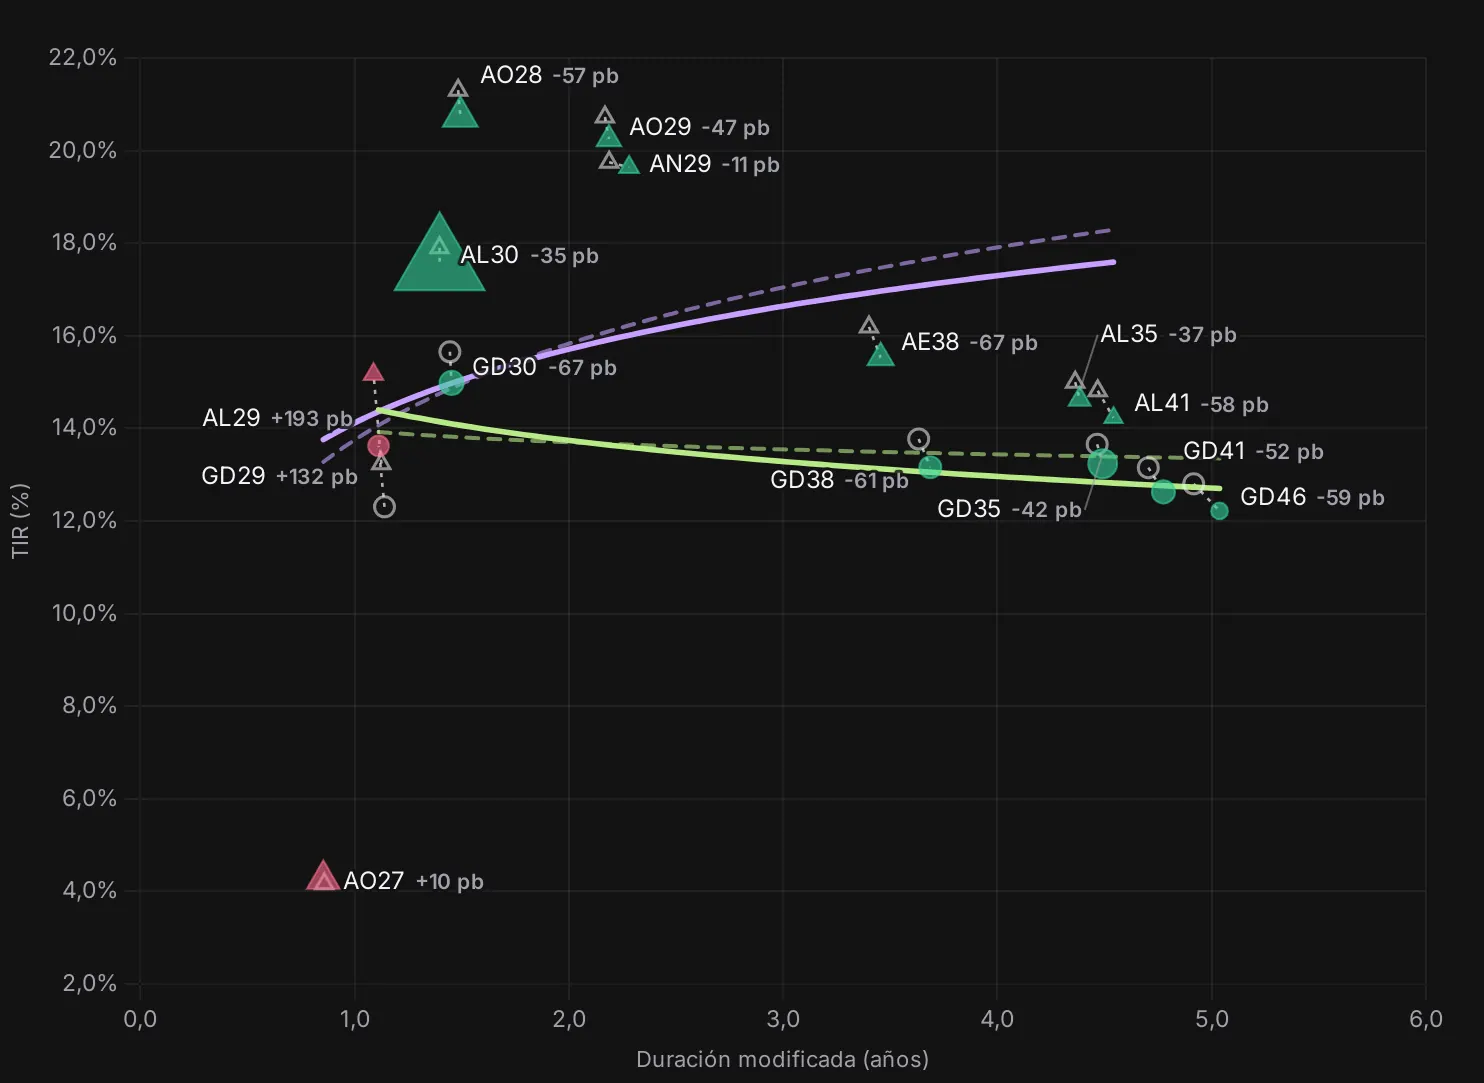 22,0%
AO28 -57 pb
AO29 -47 pb
20,0%
AN29 -11 pb
18,0%
AL30 -35 pb
16,0%
AL35 -37 pb
AE38 -67 pb
GD30 -67 pb
AL41 -58 pb
AL29 +193 pb
14,0%
GD41 -52 pb
GD29 +132 pb
GD38 -61 pb
GD46 -59 pb
GD35 -42 pb
12,0%
TIR (%)
10,0%
8,0%
6,0%
AO27 +10 pb
4,0%
2,0%
0,0 1,0 2,0 3,0 4,0 5,0 6,0
Duración modificada (años)